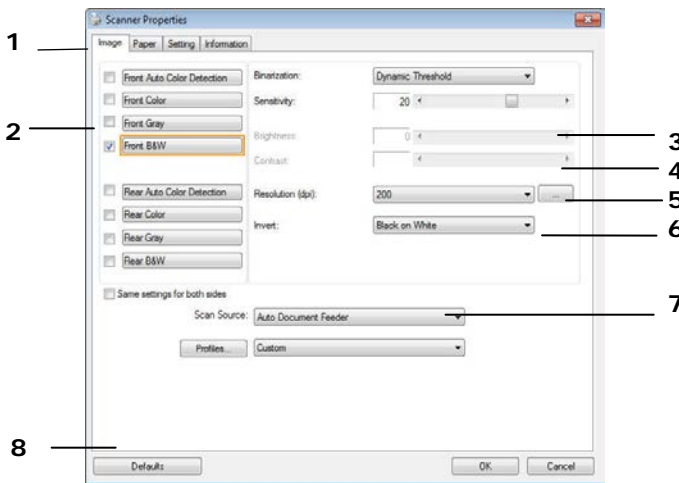 Scanner Properties
1
Image Paper Setting Information
Front Auto Color Detection Binarization: Dynamic Threshold
Front Color Sensitivity: 20
2
Front Gray
Brightness: 0 3
Front B&W
Contrast: 4
Rear Auto Color Detection Resolution (dpi): 200 ... 5
Rear Color
Invert: Black on White 6
Rear Gray
Rear B&W
Same settings for both sides
Scan Source: Auto Document Feeder 7
Profiles... Custom
8
Defaults OK Cancel